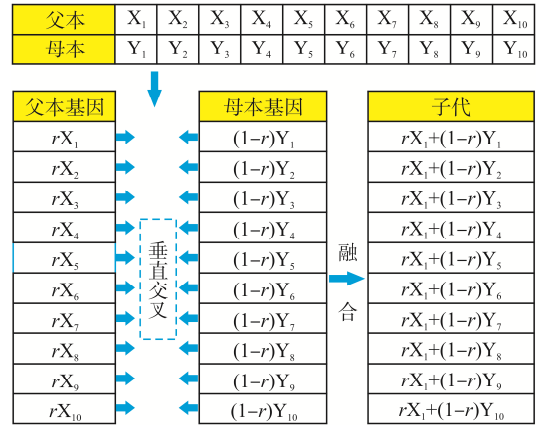 父本 X₁ X₂ X₃ X₄ X₅ X₆ X₇ X₈ X₉ X₁₀
母本 Y₁ Y₂ Y₃ Y₄ Y₅ Y₆ Y₇ Y₈ Y₉ Y₁₀
父本基因 母本基因 子代
rX₁ (1-r)Y₁ rX₁+(1-r)Y₁
rX₂ (1-r)Y₂ rX₁+(1-r)Y₂
rX₃ (1-r)Y₃ rX₁+(1-r)Y₃
rX₄ (1-r)Y₄ rX₁+(1-r)Y₄
rX₅ (1-r)Y₅ rX₁+(1-r)Y₅
rX₆ (1-r)Y₆ rX₁+(1-r)Y₆
rX₇ (1-r)Y₇ rX₁+(1-r)Y₇
rX₈ (1-r)Y₈ rX₁+(1-r)Y₈
rX₉ (1-r)Y₉ rX₁+(1-r)Y₉
rX₁₀ (1-r)Y₁₀ rX₁+(1-r)Y₁₀
垂直交叉
融合